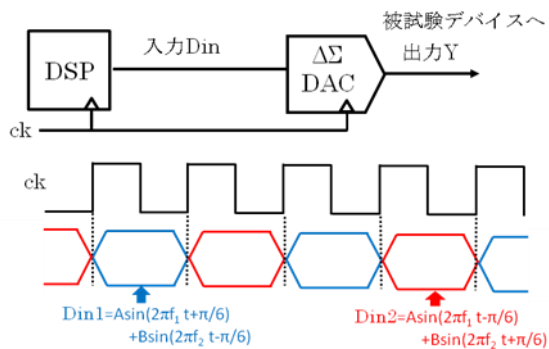 被試験デバイスへ
入力Din
出力Y
DSP
ΔΣ
DAC
ck
ck
Din1=Asin(2πf₁ t+π/6)
+Bsin(2πf₂ t-π/6)
Din2=Asin(2πf₁ t-π/6)
+Bsin(2πf₂ t+π/6)